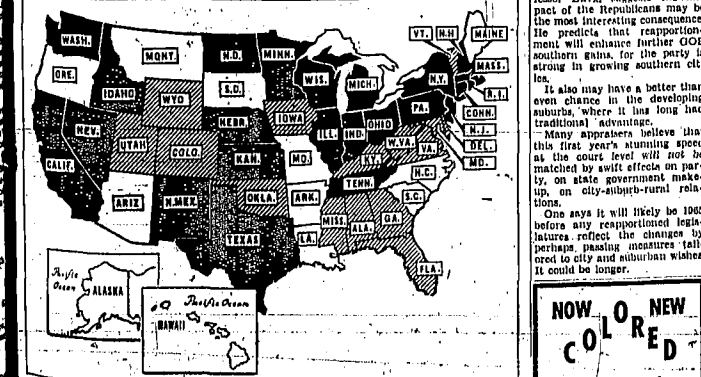 WASH.
ORE.
CALIF.
NEV.
IDAHO
MONT.
WYO
UTAH
COLO.
ARIZ
N.MEX.
N.D.
S.D.
NEBR.
KAN.
OKLA.
TEXAS
MINN.
IOWA
MO.
ARK.
LA.
WIS.
ILL.
MICH.
IND.
OHIO
KY.
TENN.
MISS.
ALA.
GA.
FLA.
S.C.
N.C.
VA.
W.VA.
PA.
N.Y.
VT.
N.H
MAINE
MASS.
R.I.
CONN.
N.J.
DEL.
MD.
Pacific
Ocean
ALASKA
Pacific Ocean
HAWAII
pact of the Republicans may be
the most interesting consequence.
He predicts that reapportion-
ment will enhance further GOP
southern gains, for the party is
strong in growing southern cit-
ies.
It also may have a better than
even chance in the developing
suburbs, where it has long had
traditional advantage.
Many appraisers believe that
this first year's stunning speed
at the court level will not be
matched by swift effects on par-
ty, on state government make-
up, on city-suburb-rural rela-
tions.
One says it will likely be 1965
before any reapportioned legis-
latures reflect the changes by
perhaps, passing measures tail-
ored to city and suburban wishes.
It could be longer.
NOW NEW
COLORED